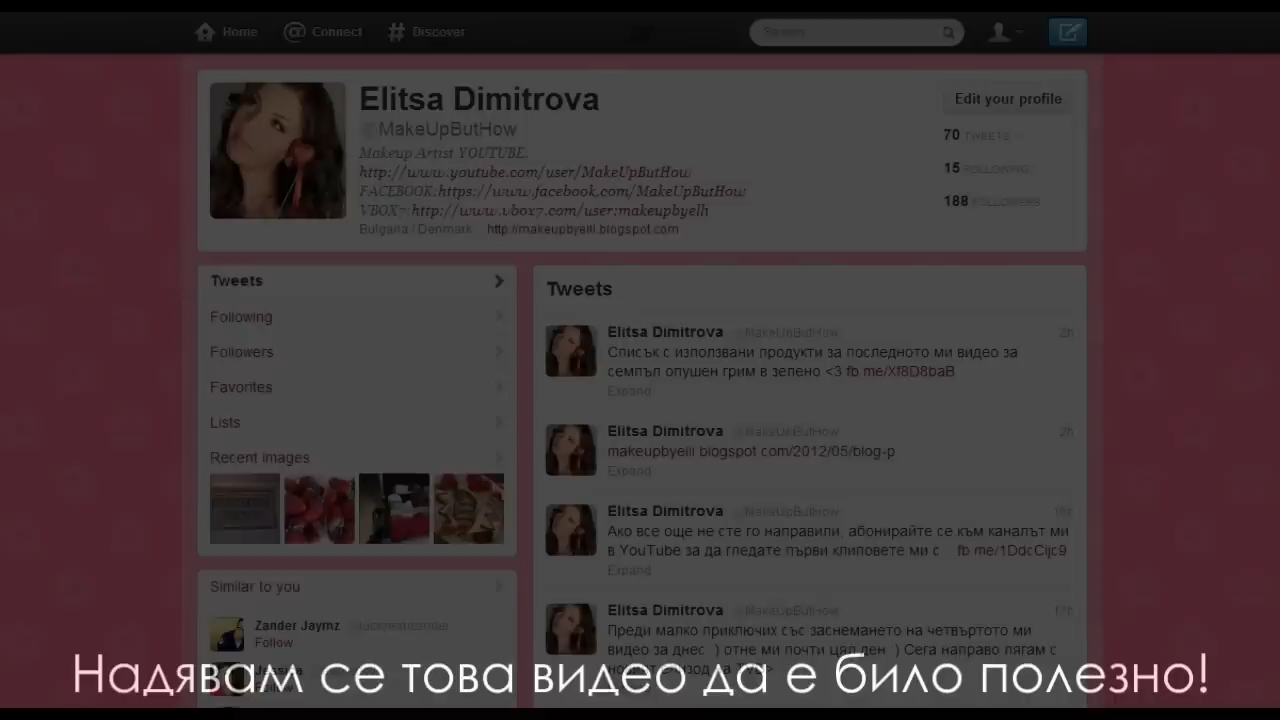 Home @ Connect # Discover
Search
Elitsa Dimitrova
@MakeUpButHow
Makeup Artist YOUTUBE:
http://www.youtube.com/user/MakeUpButHow
FACEBOOK:https://www.facebook.com/MakeUpButHow
VBOX7:http://www.vbox7.com/user:makeupbyelli
Bulgaria / Denmark http://makeupbyelli.blogspot.com
Edit your profile
70 TWEETS
15 FOLLOWING
188 FOLLOWERS
Tweets
Following
Followers
Favorites
Lists
Recent images
Similar to you
Zander Jaymz
Follow
Tweets
Elitsa Dimitrova @MakeUpButHow 2h
Списък с използвани продукти за последното ми видео за
семпъл опушен грим в зелено <3 fb.me/Xf8D8baB
Expand
Elitsa Dimitrova @MakeUpButHow 2h
makeupbyelli.blogspot.com/2012/05/blog-p
Expand
Elitsa Dimitrova @MakeUpButHow
Ако все още не сте го направили, абонирайте се към каналът ми
в YouTube за да гледате първи клиповете ми с fb.me/1DdcCijc9
Expand
Elitsa Dimitrova @MakeUpButHow
Преди малко приключих със заснемането на четвъртото ми
видео за днес :) отне ми почти цял ден :) Сега направо лягам с
Надявам се това видео да е било полезно!